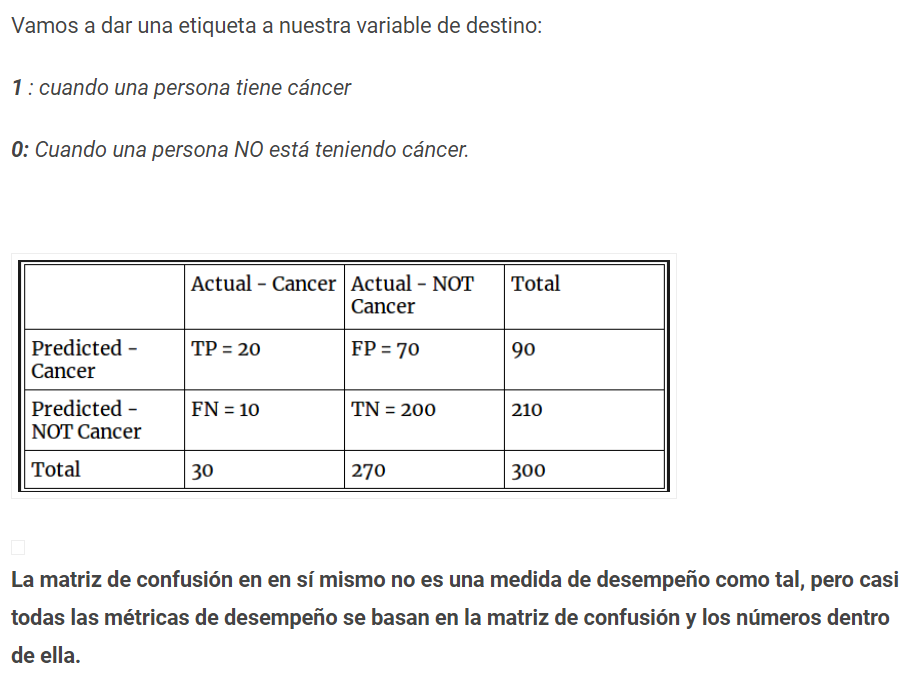 Vamos a dar una etiqueta a nuestra variable de destino:
1 : cuando una persona tiene cáncer
0: Cuando una persona NO está teniendo cáncer.
Actual - Cancer Actual - NOT Total
Cancer
Predicted - TP = 20 FP = 70 90
Cancer
Predicted - FN = 10 TN = 200 210
NOT Cancer
Total 30 270 300
La matriz de confusión en en sí mismo no es una medida de desempeño como tal, pero casi
todas las métricas de desempeño se basan en la matriz de confusión y los números dentro
de ella.